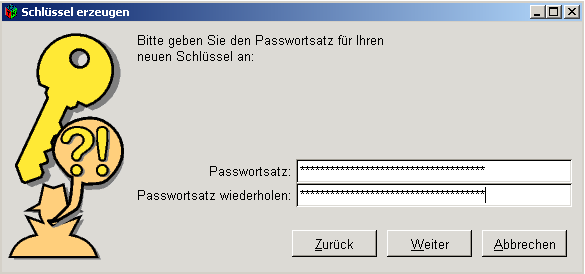 Schlüssel erzeugen
Bitte geben Sie den Passwortsatz für Ihren
neuen Schlüssel an:
?!
Passwortsatz: *************************************
Passwortsatz wiederholen: *************************************
Zurück Weiter Abbrechen